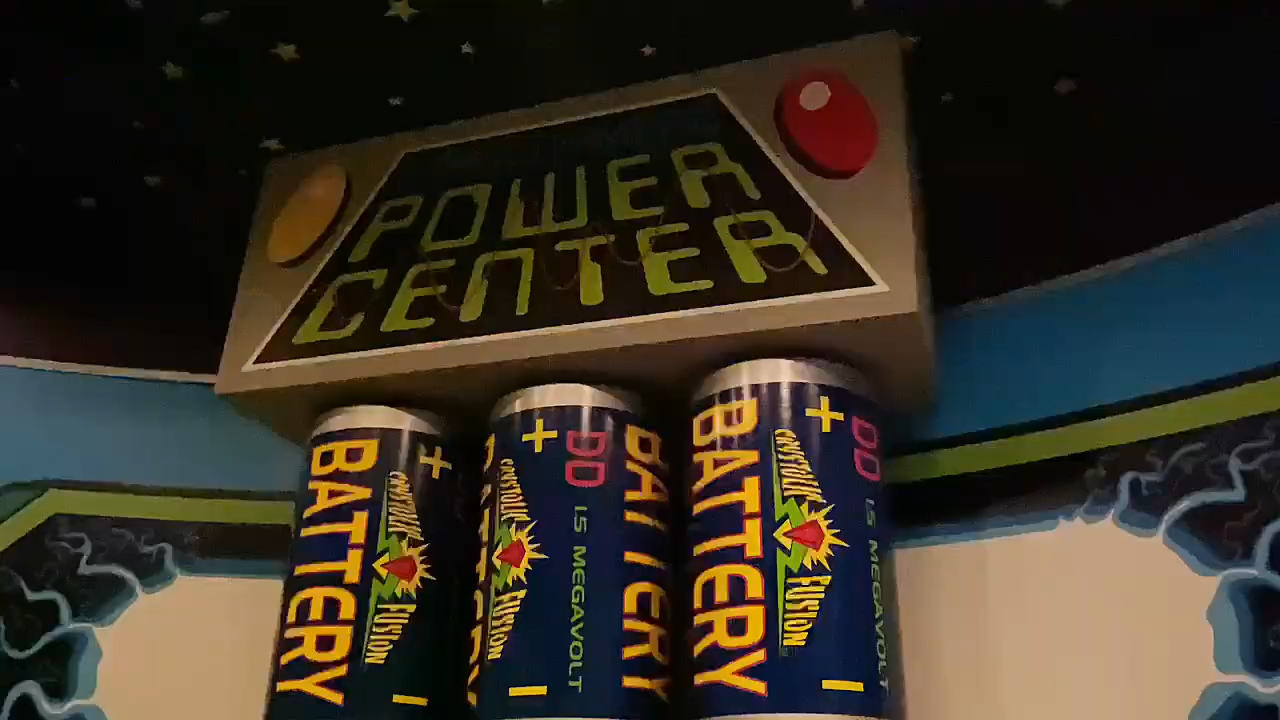 POWER
CENTER
BATTERY
+
CRYSTOLIC FUSION
-
BATTERY
+
CRYSTOLIC FUSION
-
DD
1.5 MEGAVOLT
BATTERY
BATTERY
+
CRYSTOLIC FUSION
-
DD
1.5 MEGAVOLT